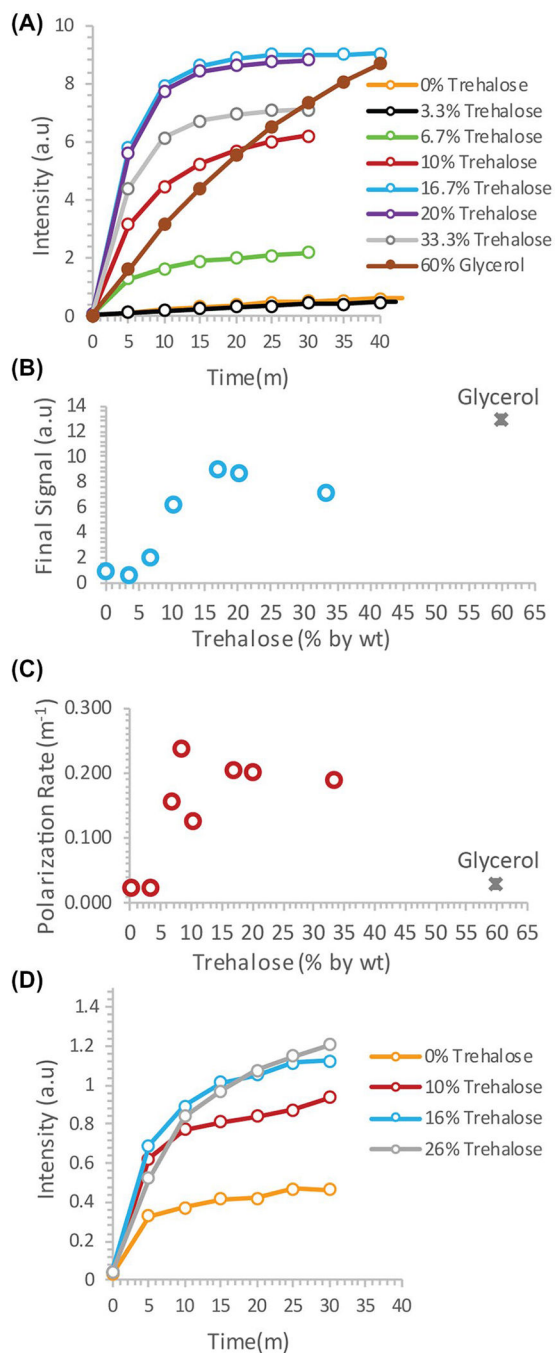 (A)
10
8
6
4
2
0
Intensity (a.u)
0% Trehalose
3.3% Trehalose
6.7% Trehalose
10% Trehalose
16.7% Trehalose
20% Trehalose
33.3% Trehalose
60% Glycerol
0 5 10 15 20 25 30 35 40
Time(m)
(B)
Glycerol
14
12
10
8
6
4
2
0
Final Signal (a.u)
0 5 10 15 20 25 30 35 40 45 50 55 60 65
Trehalose (% by wt)
(C)
0.300
0.200
0.100
0.000
Polarization Rate (m-1)
Glycerol
0 5 10 15 20 25 30 35 40 45 50 55 60 65
Trehalose (% by wt)
(D)
1.4
1.2
1
0.8
0.6
0.4
0.2
0
Intensity (a.u)
0% Trehalose
10% Trehalose
16% Trehalose
26% Trehalose
0 5 10 15 20 25 30 35 40
Time(m)